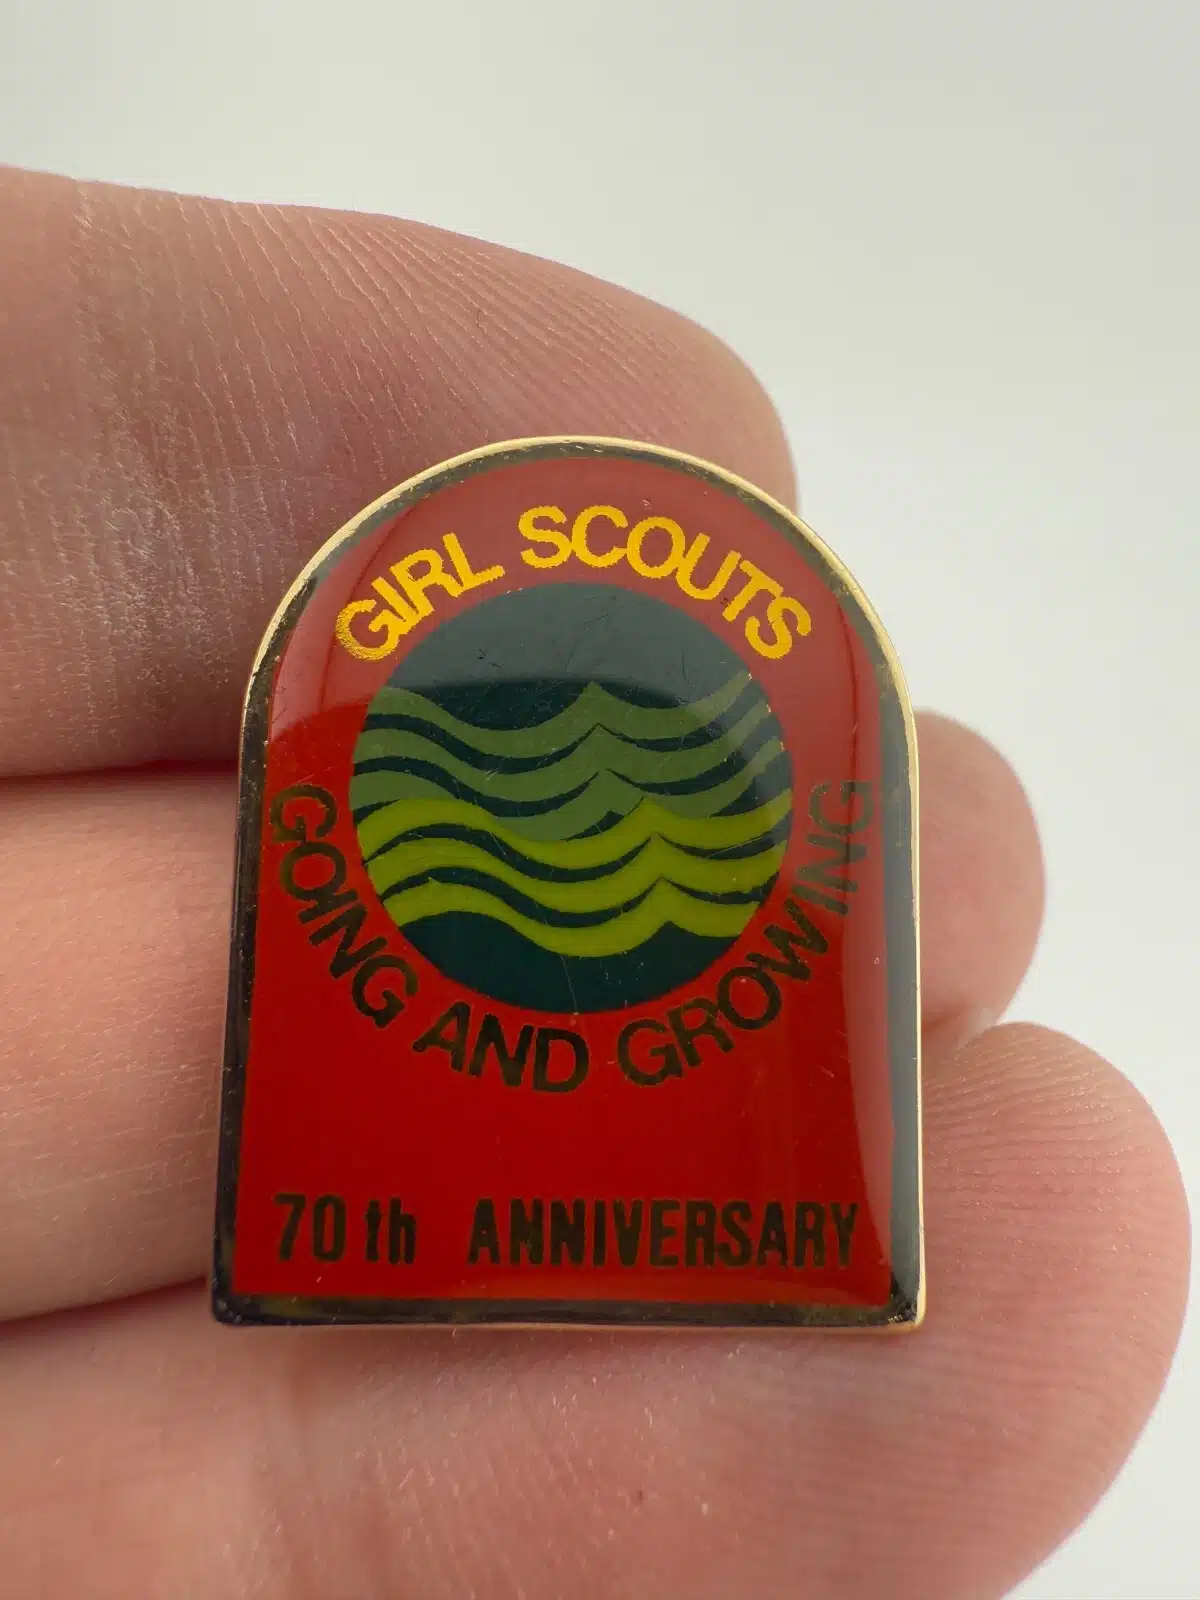 GIRL SCOUTS
GOING AND GROWING
70th ANNIVERSARY